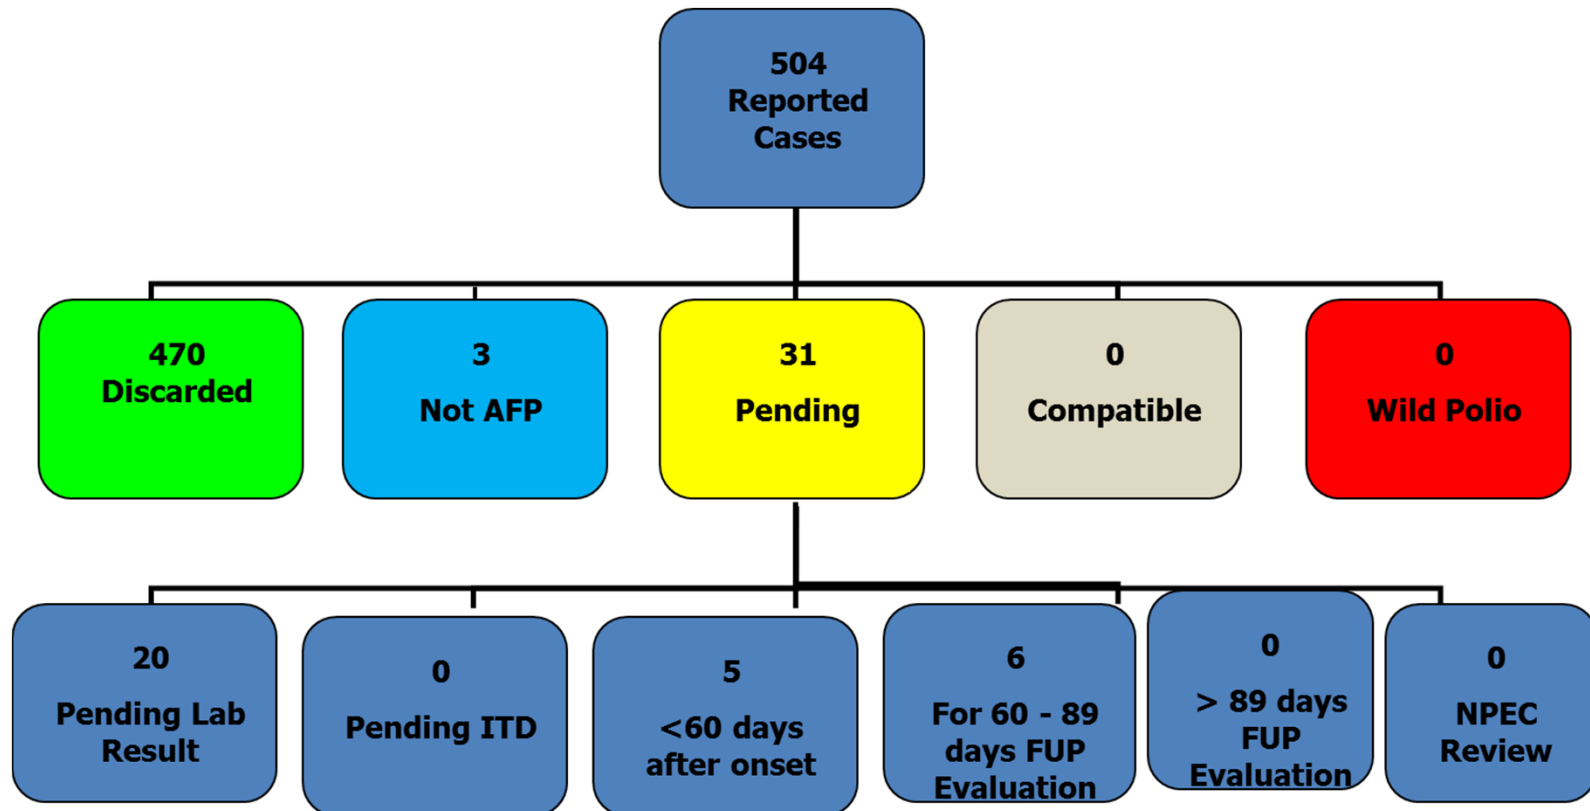 504
Reported
Cases
470
Discarded
3
Not AFP
31
Pending
0
Compatible
0
Wild Polio
20
Pending Lab
Result
0
Pending ITD
5
<60 days
after onset
6
For 60 - 89
days FUP
Evaluation
0
> 89 days
FUP
Evaluation
0
NPEC
Review